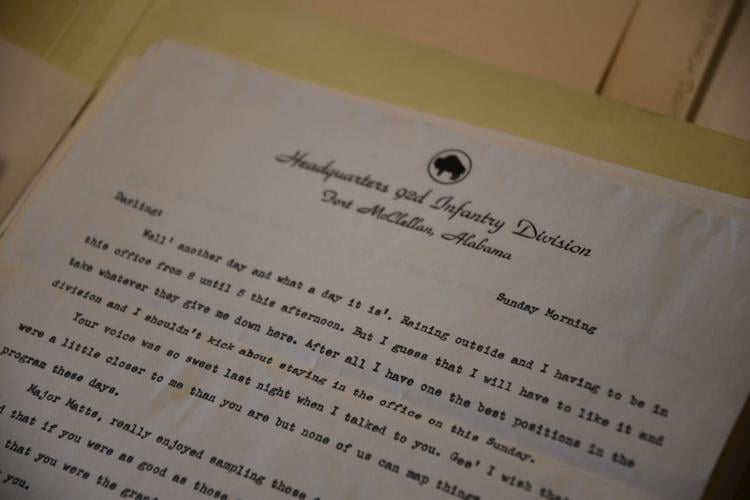 Headquarters 92d Infantry Division
Fort McClellan, Alabama
Sunday Morning
Darling:
Well' another day and what a day it is'. Raining outside and I having to be in
this office from 8 until 5 this afternoon. But I guess that I will have to like it and
take whatever they give me down here. After all I have one the best positions in the
division and I shouldn't kick about staying in the office on this Sunday.
Your voice was so sweet last night when I talked to you. Gee' I wish that
were a little closer to me than you are but none of us can map things
program these days.
Major Matts, really enjoyed sampling those
that if you were as good as those
that you were the
you.